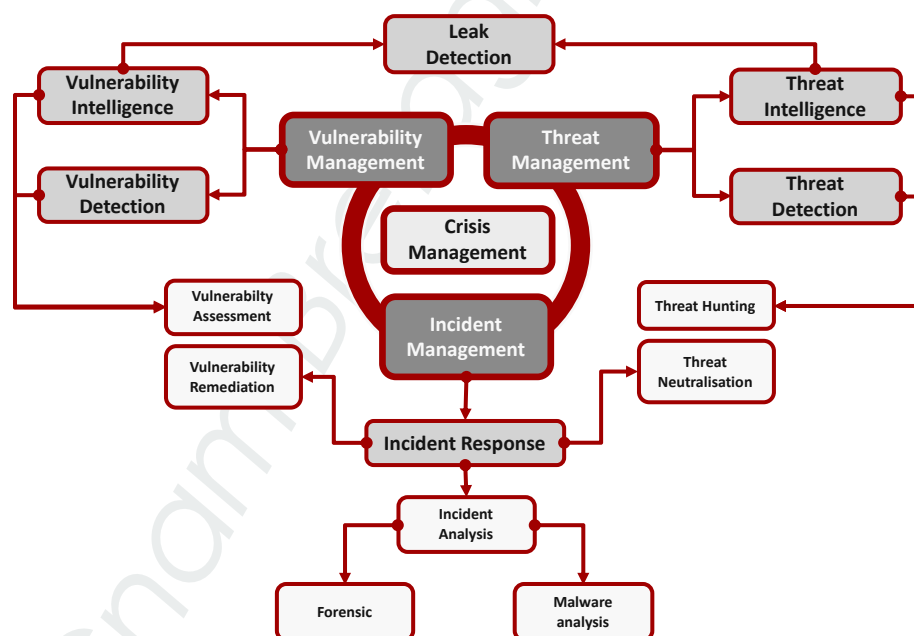 Leak
Detection
Vulnerability
Intelligence
Threat
Intelligence
Vulnerability
Management
Threat
Management
Vulnerability
Detection
Threat
Detection
Crisis
Management
Vulnerabilty
Assessment
Threat Hunting
Incident
Management
Vulnerability
Remediation
Threat
Neutralisation
Incident Response
Incident
Analysis
Forensic
Malware
analysis